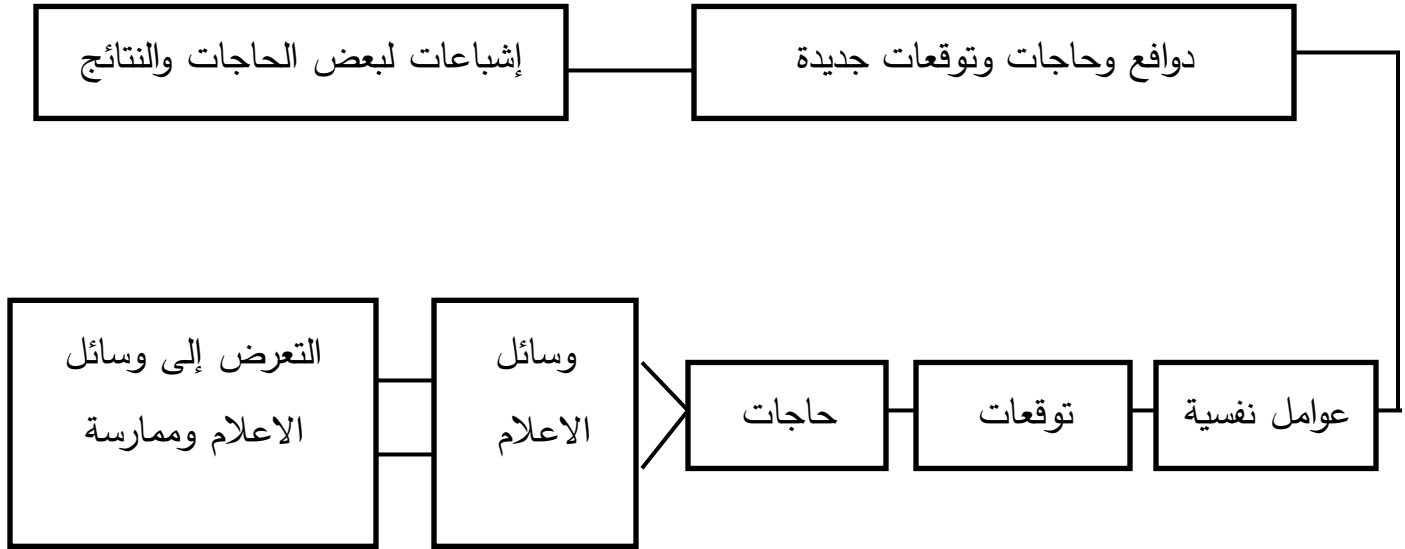 دوافع وحاجات وتوقعات جديدة
إشباعات لبعض الحاجات والنتائج
عوامل نفسية
توقعات
حاجات
وسائل
الاعلام
التعرض إلى وسائل
الاعلام وممارسة